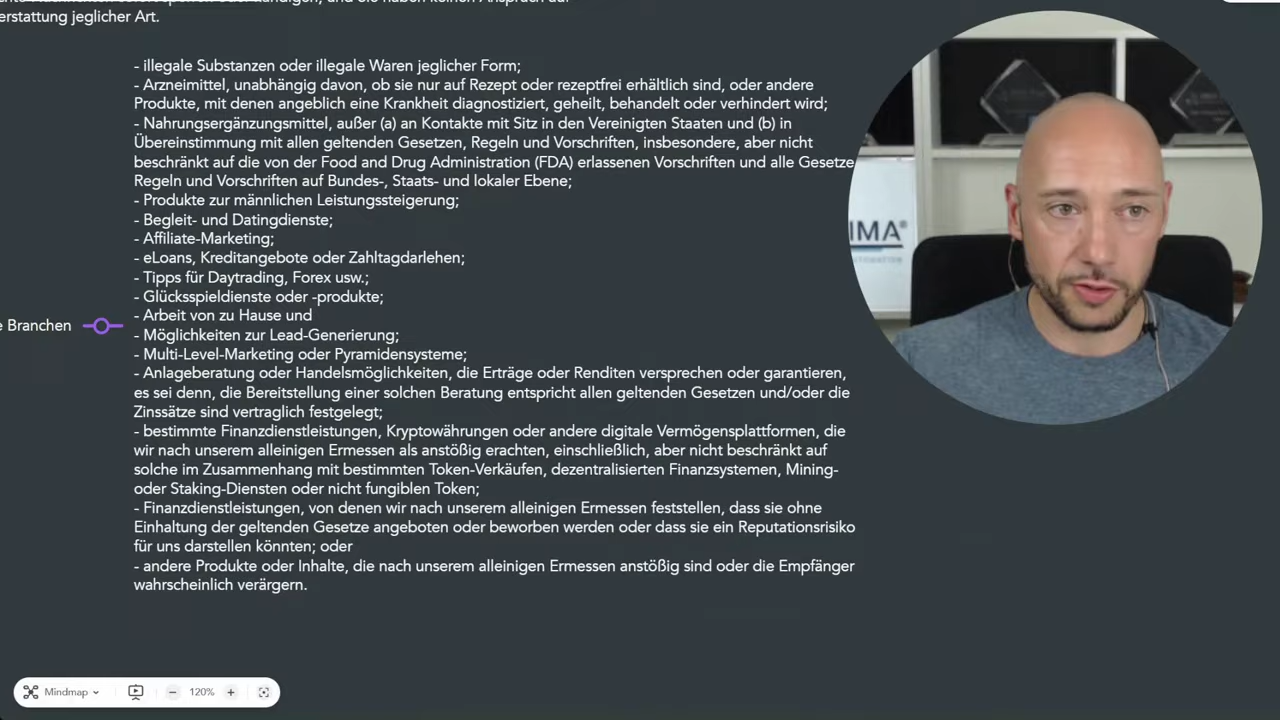 erstattung jeglicher Art.
- illegale Substanzen oder illegale Waren jeglicher Form;
- Arzneimittel, unabhängig davon, ob sie nur auf Rezept oder rezeptfrei erhältlich sind, oder andere
Produkte, mit denen angeblich eine Krankheit diagnostiziert, geheilt, behandelt oder verhindert wird;
- Nahrungsergänzungsmittel, außer (a) an Kontakte mit Sitz in den Vereinigten Staaten und (b) in
Übereinstimmung mit allen geltenden Gesetzen, Regeln und Vorschriften, insbesondere, aber nicht
beschränkt auf die von der Food and Drug Administration (FDA) erlassenen Vorschriften und alle Gesetze
Regeln und Vorschriften auf Bundes-, Staats- und lokaler Ebene;
- Produkte zur männlichen Leistungssteigerung;
- Begleit- und Datingdienste;
- Affiliate-Marketing;
- eLoans, Kreditangebote oder Zahltagdarlehen;
- Tipps für Daytrading, Forex usw.;
- Glücksspieldienste oder -produkte;
- Arbeit von zu Hause und
- Möglichkeiten zur Lead-Generierung;
- Multi-Level-Marketing oder Pyramidensysteme;
- Anlageberatung oder Handelsmöglichkeiten, die Erträge oder Renditen versprechen oder garantieren,
es sei denn, die Bereitstellung einer solchen Beratung entspricht allen geltenden Gesetzen und/oder die
Zinssätze sind vertraglich festgelegt;
- bestimmte Finanzdienstleistungen, Kryptowährungen oder andere digitale Vermögensplattformen, die
wir nach unserem alleinigen Ermessen als anstößig erachten, einschließlich, aber nicht beschränkt auf
solche im Zusammenhang mit bestimmten Token-Verkäufen, dezentralisierten Finanzsystemen, Mining-
oder Staking-Diensten oder nicht fungiblen Token;
- Finanzdienstleistungen, von denen wir nach unserem alleinigen Ermessen feststellen, dass sie ohne
Einhaltung der geltenden Gesetze angeboten oder beworben werden oder dass sie ein Reputationsrisiko
für uns darstellen könnten; oder
- andere Produkte oder Inhalte, die nach unserem alleinigen Ermessen anstößig sind oder die Empfänger
wahrscheinlich verärgern.
e Branchen
IMA®
Mindmap
120%